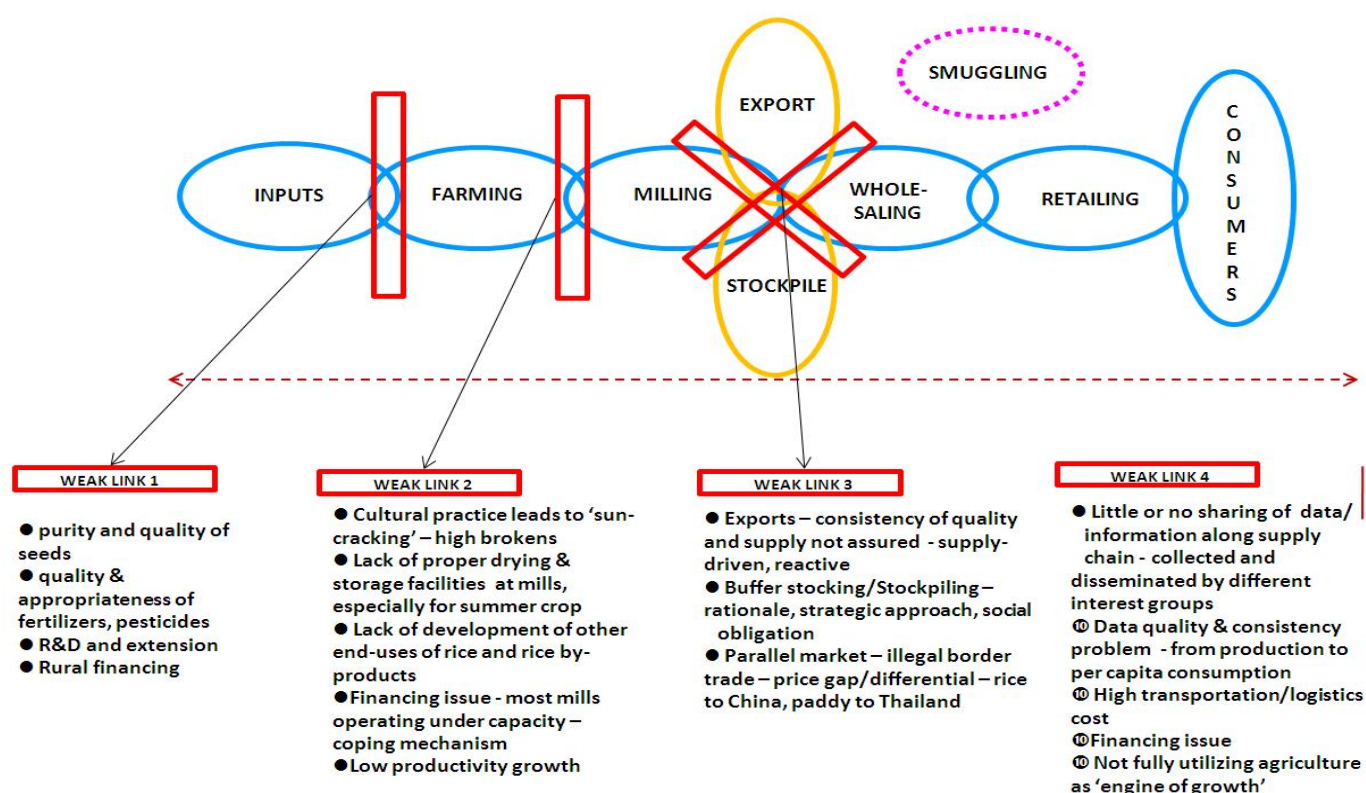 SMUGGLING
EXPORT
INPUTS
FARMING
MILLING
WHOLE-
SALING
RETAILING
CONSUMERS
STOCKPILE
WEAK LINK 1
● purity and quality of
seeds
● quality &
appropriateness of
fertilizers, pesticides
● R&D and extension
● Rural financing
WEAK LINK 2
● Cultural practice leads to ‘sun-
cracking’ – high brokens
● Lack of proper drying &
storage facilities at mills,
especially for summer crop
● Lack of development of other
end-uses of rice and rice by-
products
●Financing issue - most mills
operating under capacity –
coping mechanism
●Low productivity growth
WEAK LINK 3
● Exports – consistency of quality
and supply not assured - supply-
driven, reactive
● Buffer stocking/Stockpiling –
rationale, strategic approach, social
obligation
● Parallel market – illegal border
trade – price gap/differential – rice
to China, paddy to Thailand
WEAK LINK 4
● Little or no sharing of data/
information along supply
chain - collected and
disseminated by different
interest groups
❿ Data quality & consistency
problem - from production to
per capita consumption
❿ High transportation/logistics
cost
❿Financing issue
❿ Not fully utilizing agriculture
as ‘engine of growth’